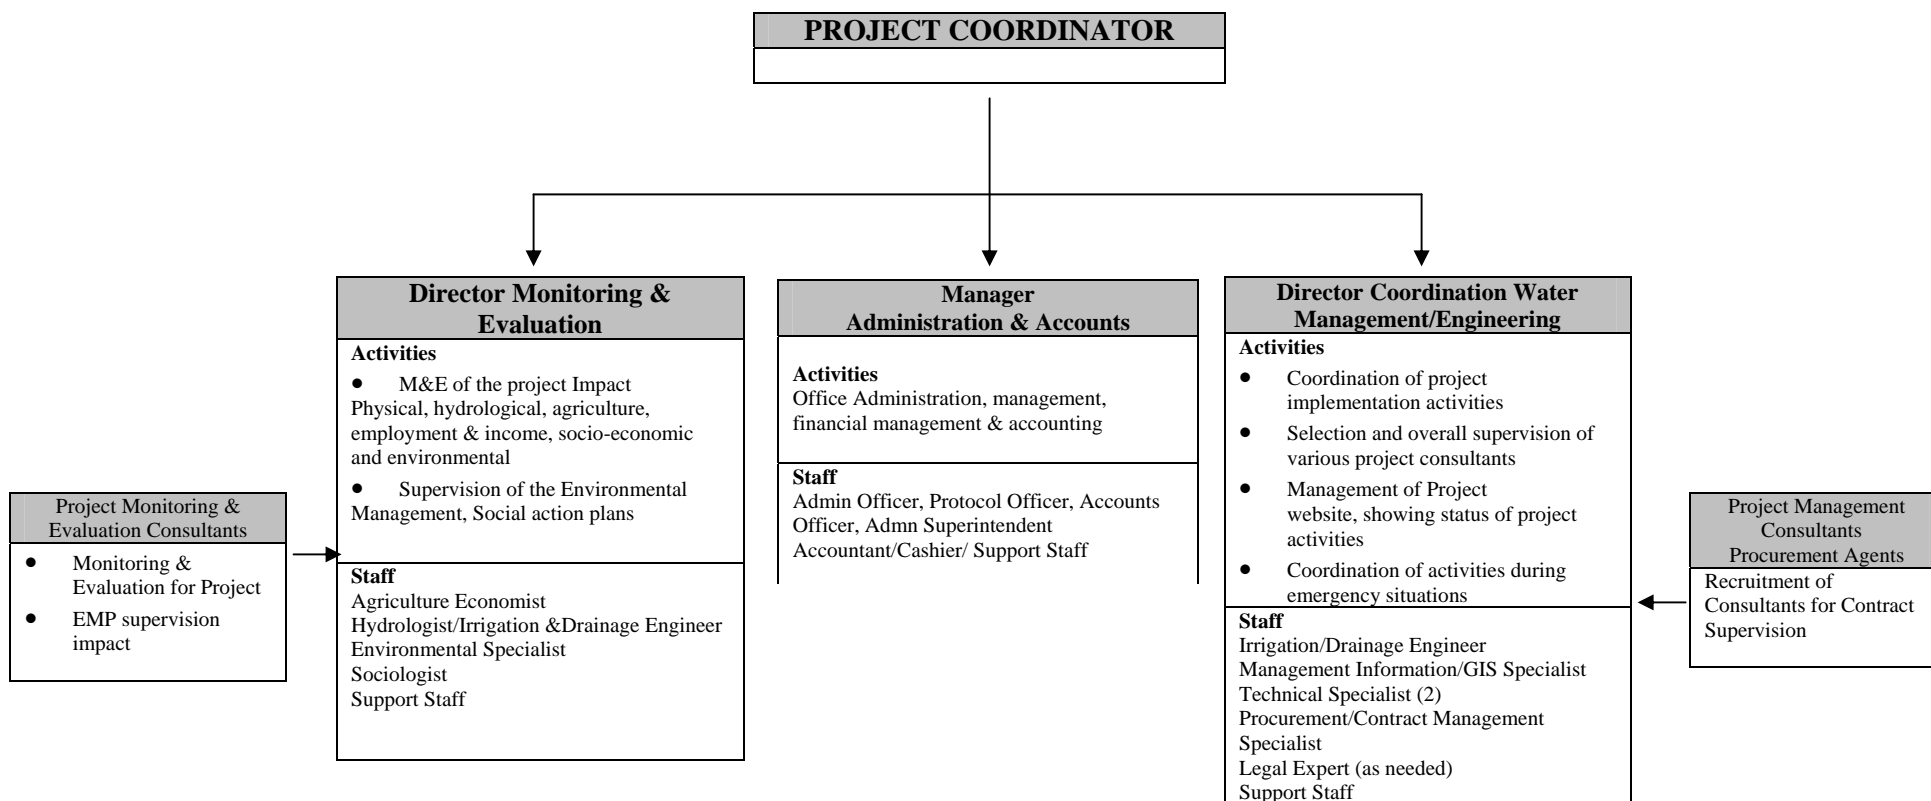 PROJECT COORDINATOR
Director Monitoring &
Evaluation
Activities
● M&E of the project Impact
Physical, hydrological, agriculture,
employment & income, socio-economic
and environmental
● Supervision of the Environmental
Management, Social action plans
Staff
Agriculture Economist
Hydrologist/Irrigation &Drainage Engineer
Environmental Specialist
Sociologist
Support Staff
Manager
Administration & Accounts
Activities
Office Administration, management,
financial management & accounting
Staff
Admin Officer, Protocol Officer, Accounts
Officer, Admn Superintendent
Accountant/Cashier/ Support Staff
Director Coordination Water
Management/Engineering
Activities
● Coordination of project
implementation activities
● Selection and overall supervision of
various project consultants
● Management of Project
website, showing status of project
activities
● Coordination of activities during
emergency situations
Staff
Irrigation/Drainage Engineer
Management Information/GIS Specialist
Technical Specialist (2)
Procurement/Contract Management
Specialist
Legal Expert (as needed)
Support Staff
Project Monitoring &
Evaluation Consultants
● Monitoring &
Evaluation for Project
● EMP supervision
impact
Project Management
Consultants
Procurement Agents
Recruitment of
Consultants for Contract
Supervision